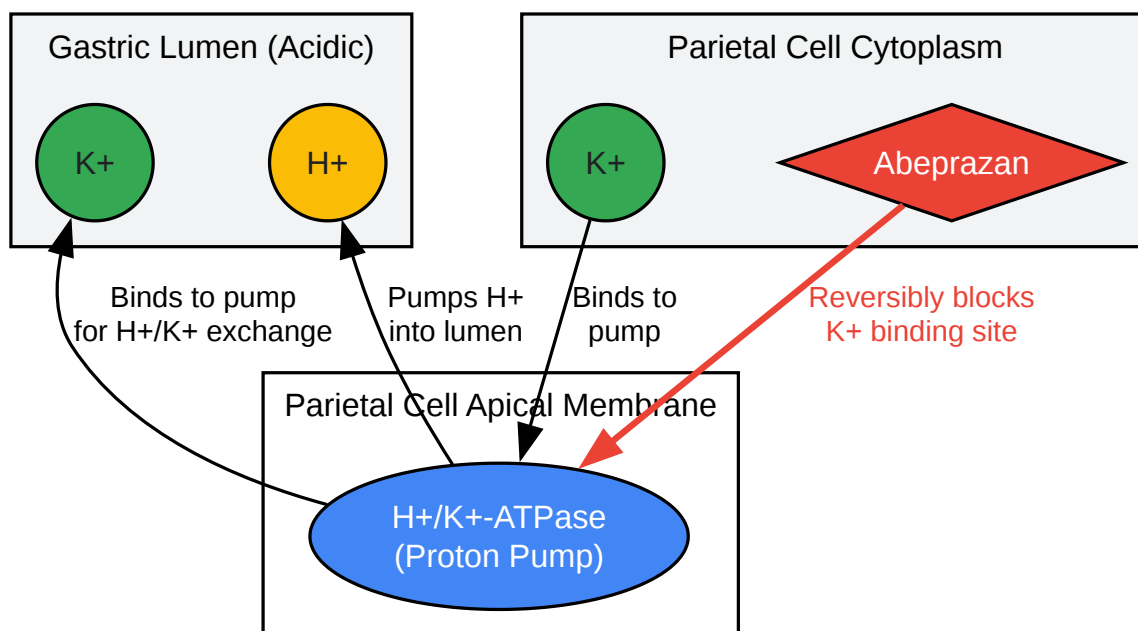 Gastric Lumen (Acidic)
Parietal Cell Cytoplasm
K+
H+
K+
Abeprazan
Binds to pump
for H+/K+ exchange
Pumps H+
into lumen
Binds to
pump
Reversibly blocks
K+ binding site
Parietal Cell Apical Membrane
H+/K+-ATPase
(Proton Pump)